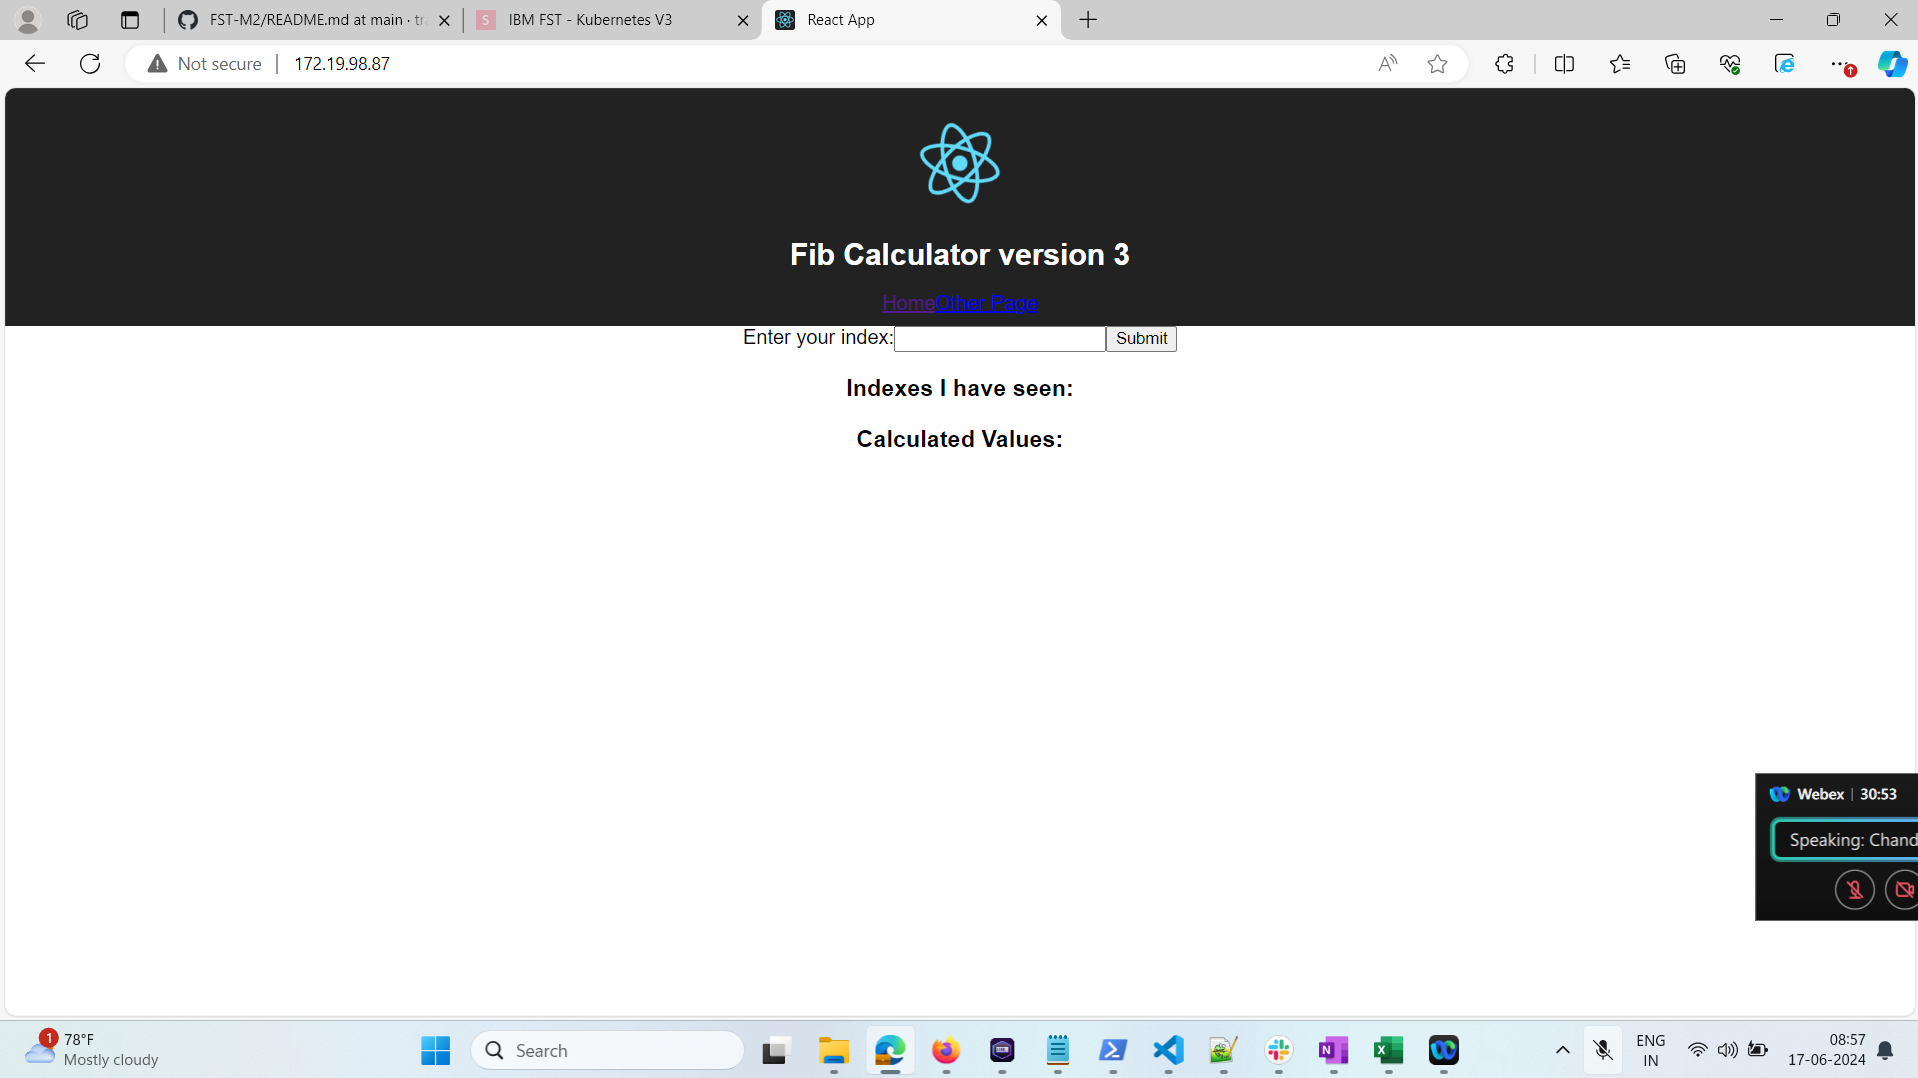 FST-M2/README.md at main · tr
S IBM FST - Kubernetes V3
React App
Not secure
172.19.98.87
Fib Calculator version 3
HomeOther Page
Enter your index: Submit
Indexes I have seen:
Calculated Values:
Webex | 30:53
Speaking: Chand
1
78°F
Mostly cloudy
Search
ENG
IN
08:57
17-06-2024